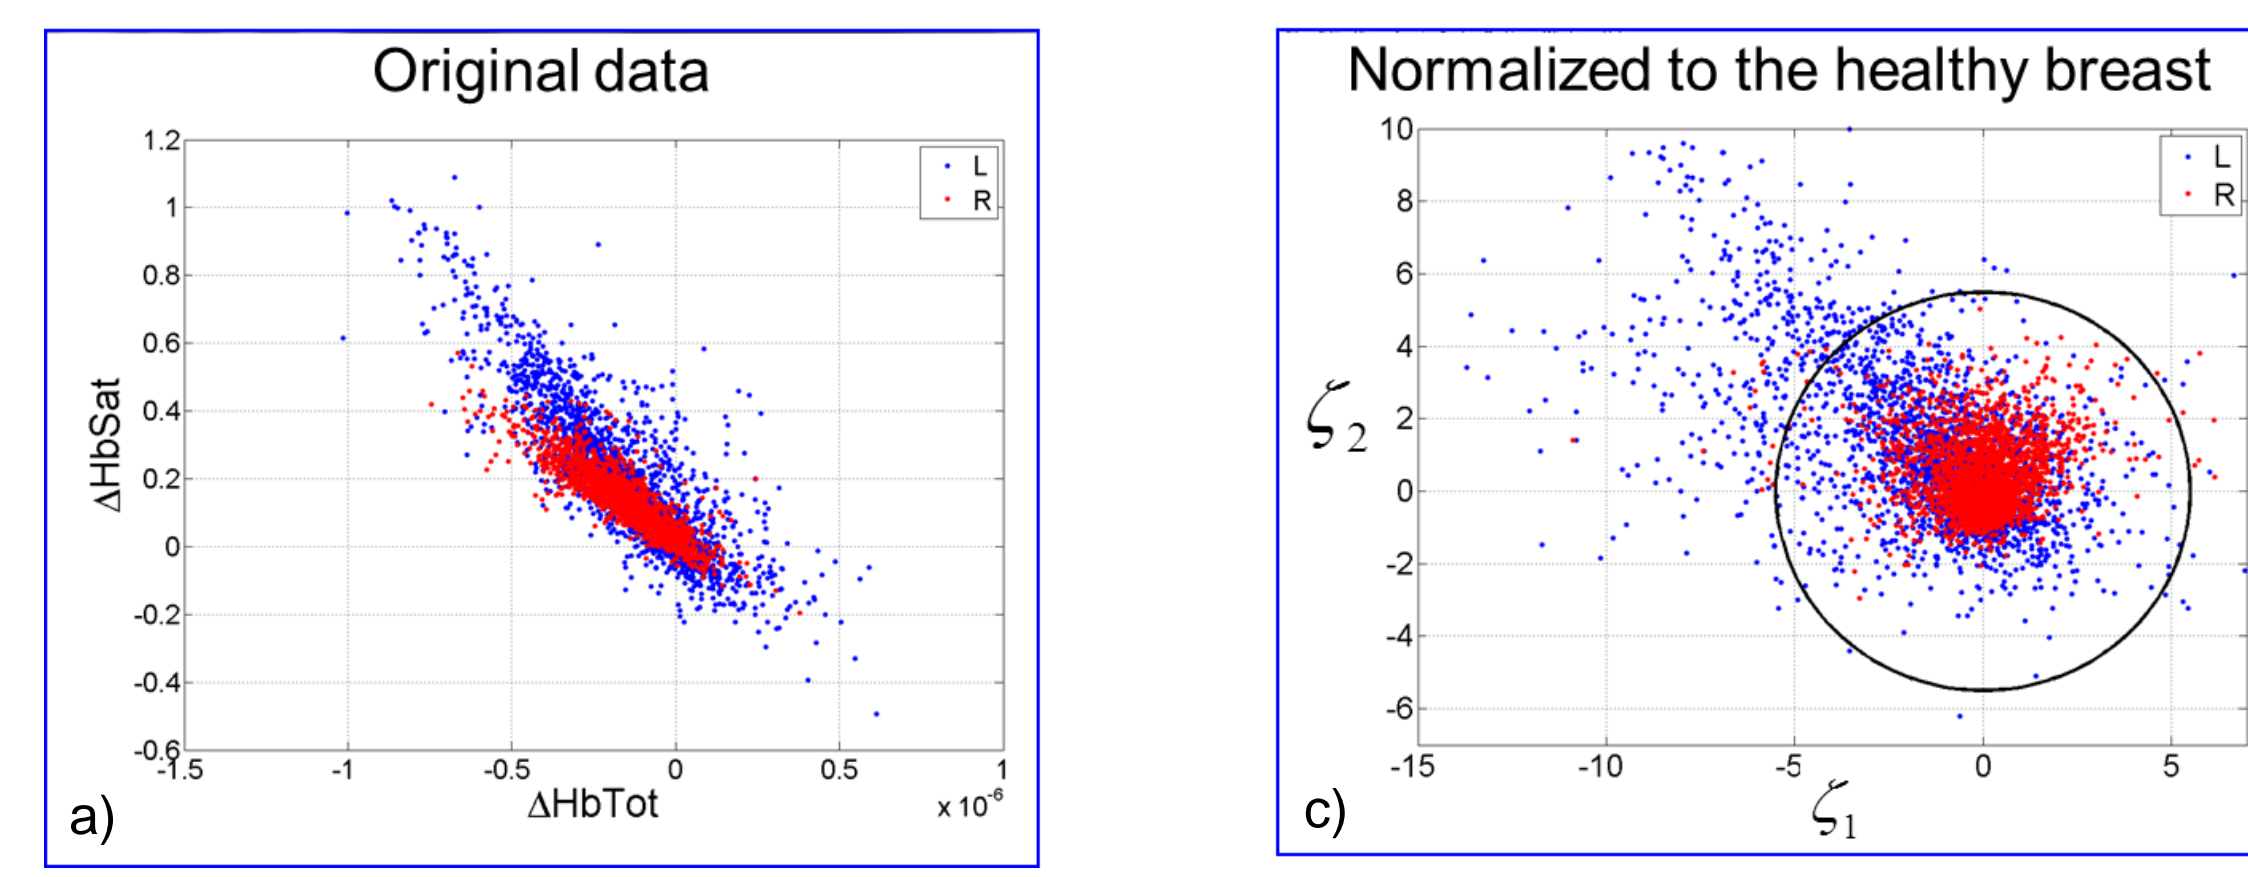 Original data
1.2
1
0.8
0.6
0.4
0.2
0
-0.2
-0.4
-0.6
ΔHbSat
L
R
-1.5 -1 -0.5 0 0.5 1
ΔHbTot
x 10⁻⁶
a)
Normalized to the healthy breast
10
8
6
4
2
0
-2
-4
-6
ζ₂
L
R
-15 -10 -5 0 5
ζ₁
c)